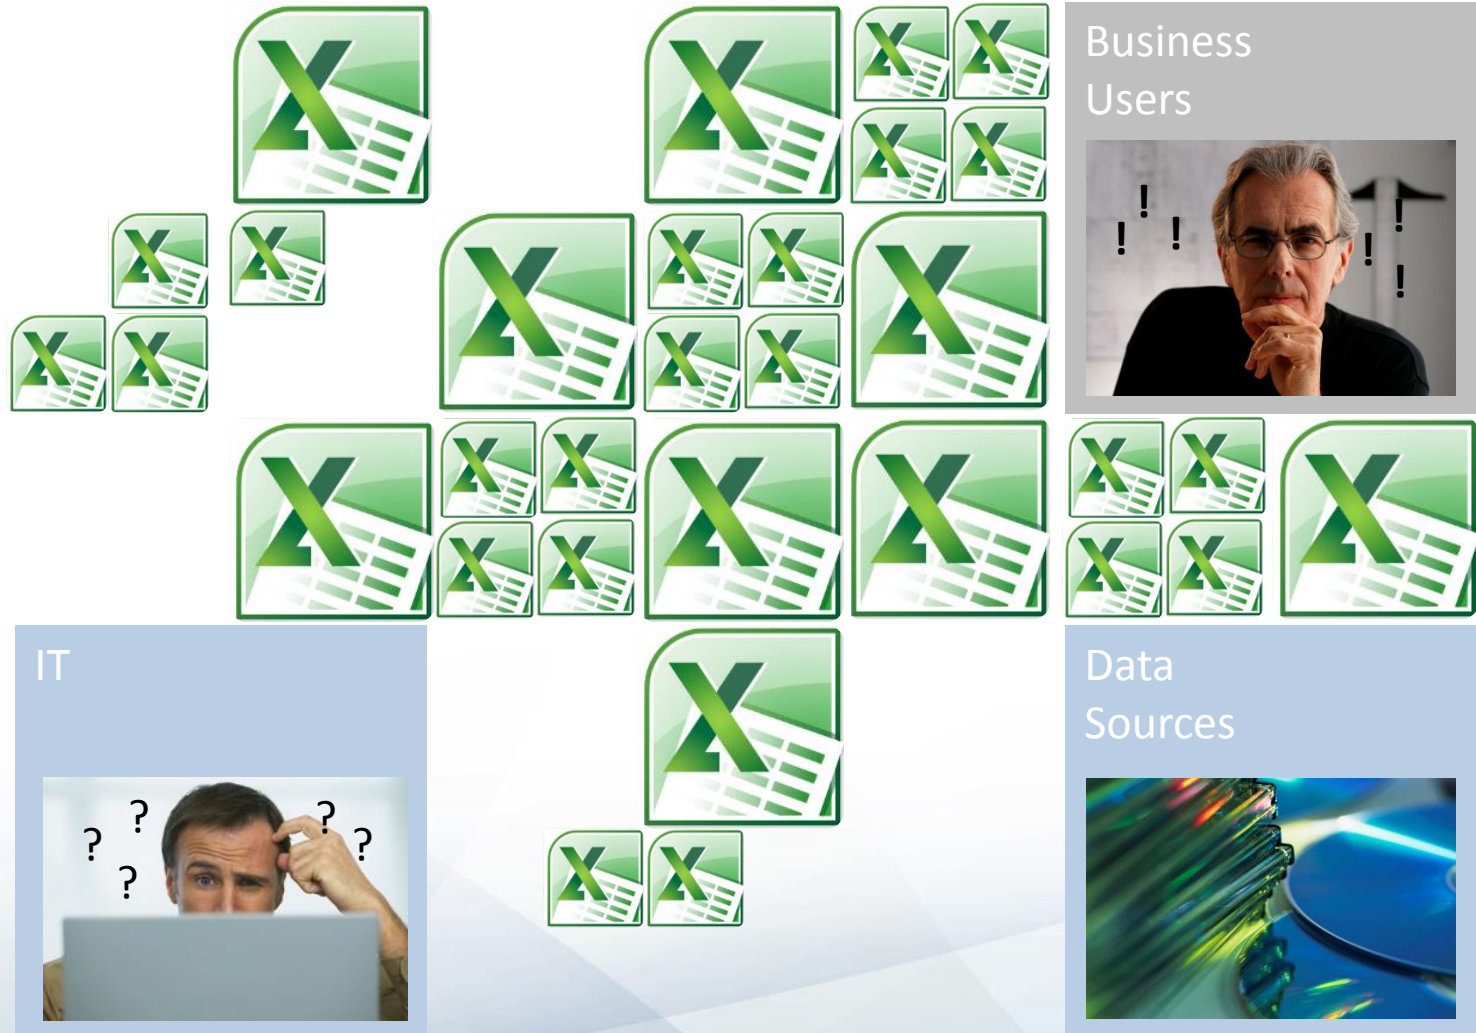 Business
Users
! ! ! ! ! !
IT
? ? ? ? ?
Data
Sources